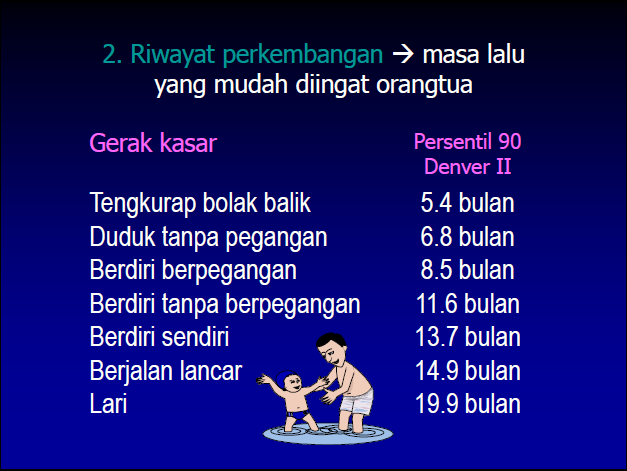 2. Riwayat perkembangan → masa lalu
yang mudah diingat orangtua
Gerak kasar
Persentil 90
Denver II
Tengkurap bolak balik 5.4 bulan
Duduk tanpa pegangan 6.8 bulan
Berdiri berpegangan 8.5 bulan
Berdiri tanpa berpegangan 11.6 bulan
Berdiri sendiri 13.7 bulan
Berjalan lancar 14.9 bulan
Lari 19.9 bulan